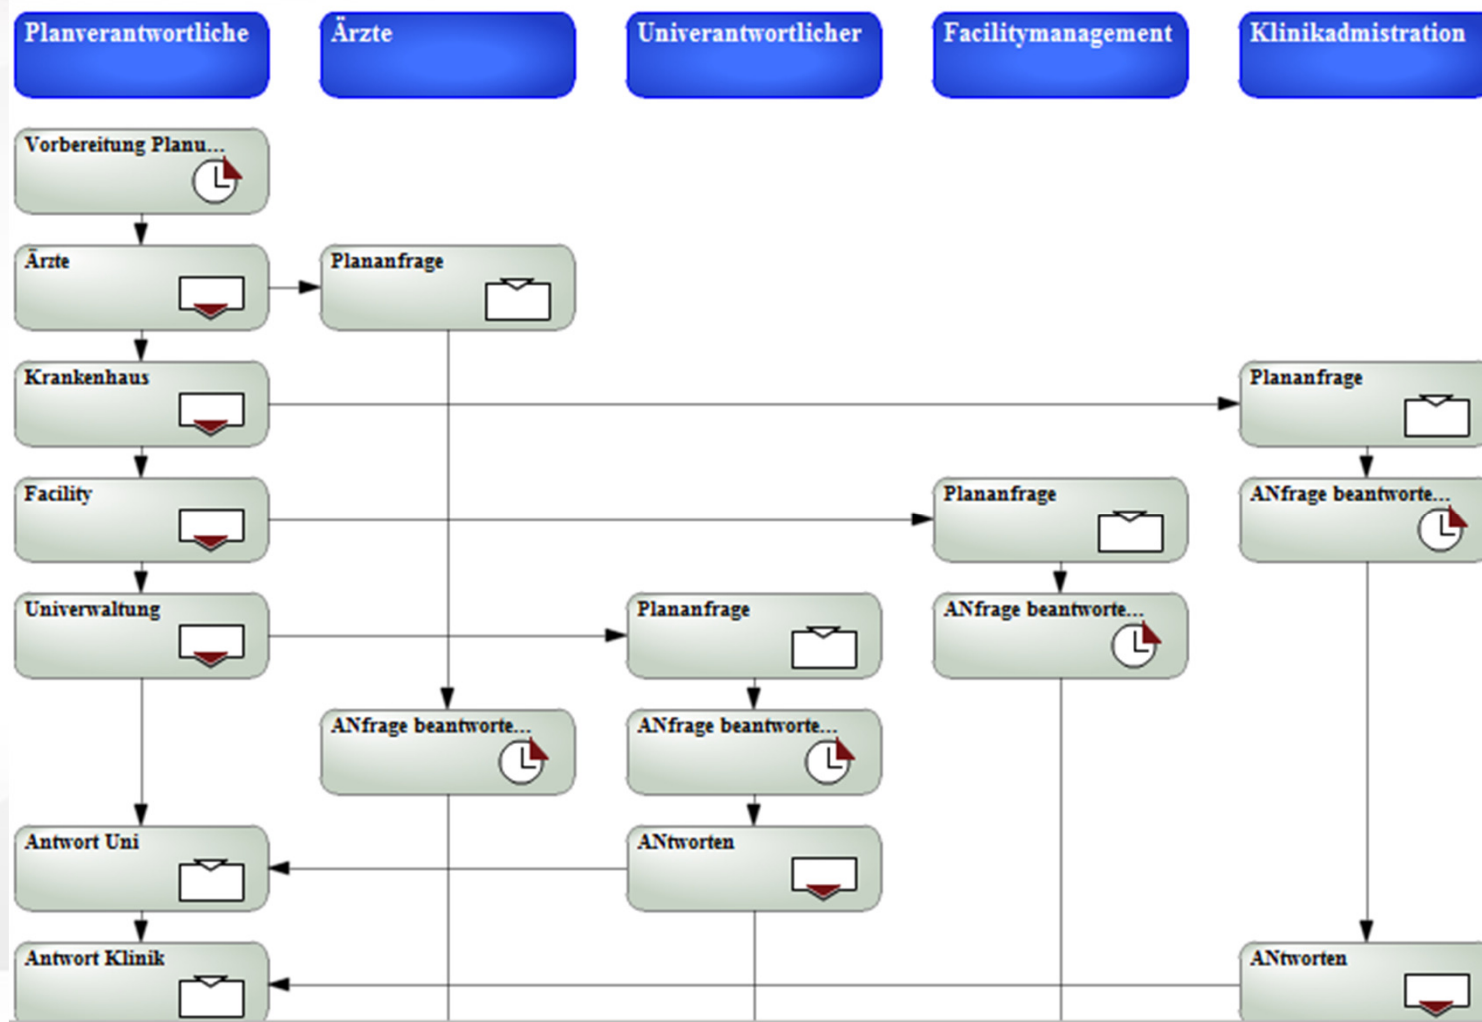 Planverantwortliche Ärzte Univerantwortlicher Facilitymanagement Klinikadmistration
Vorbereitung Planu...
Ärzte Plananfrage
Krankenhaus Plananfrage
Facility Plananfrage ANfrage beantworte...
Univerwaltung Plananfrage ANfrage beantworte...
ANfrage beantworte... ANfrage beantworte...
Antwort Uni ANtworten
Antwort Klinik ANtworten